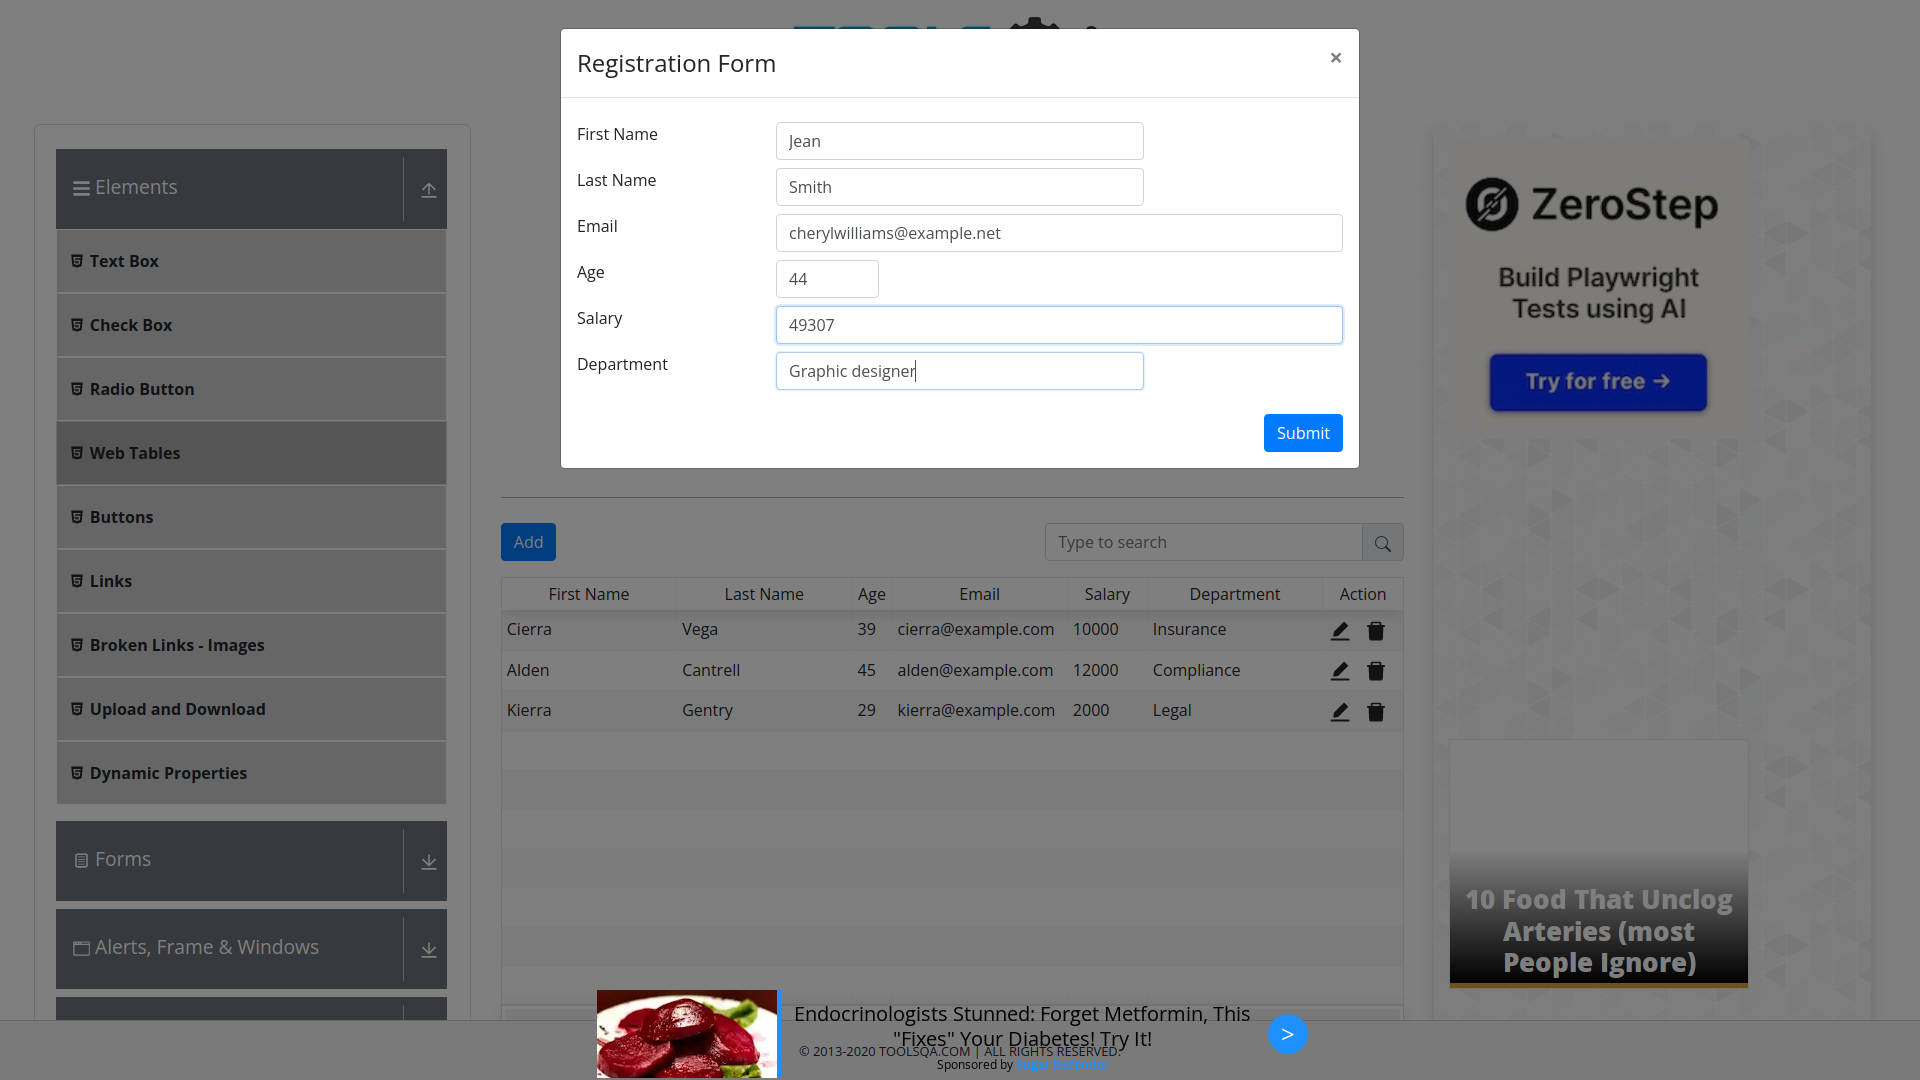 Registration Form
×
First Name
Jean
Last Name
Smith
Email
cherylwilliams@example.net
Age
44
Salary
49307
Department
Graphic designer
Submit
Elements
Text Box
Check Box
Radio Button
Web Tables
Buttons
Links
Broken Links - Images
Upload and Download
Dynamic Properties
Forms
Alerts, Frame & Windows
Add
Type to search
First Name Last Name Age Email Salary Department Action
Cierra Vega 39 cierra@example.com 10000 Insurance
Alden Cantrell 45 alden@example.com 12000 Compliance
Kierra Gentry 29 kierra@example.com 2000 Legal
ZeroStep
Build Playwright
Tests using AI
Try for free →
10 Food That Unclog
Arteries (most
People Ignore)
Endocrinologists Stunned: Forget Metformin, This
"Fixes" Your Diabetes! Try It!
>
© 2013-2020 TOOLSQA.COM | ALL RIGHTS RESERVED.
Sponsored by